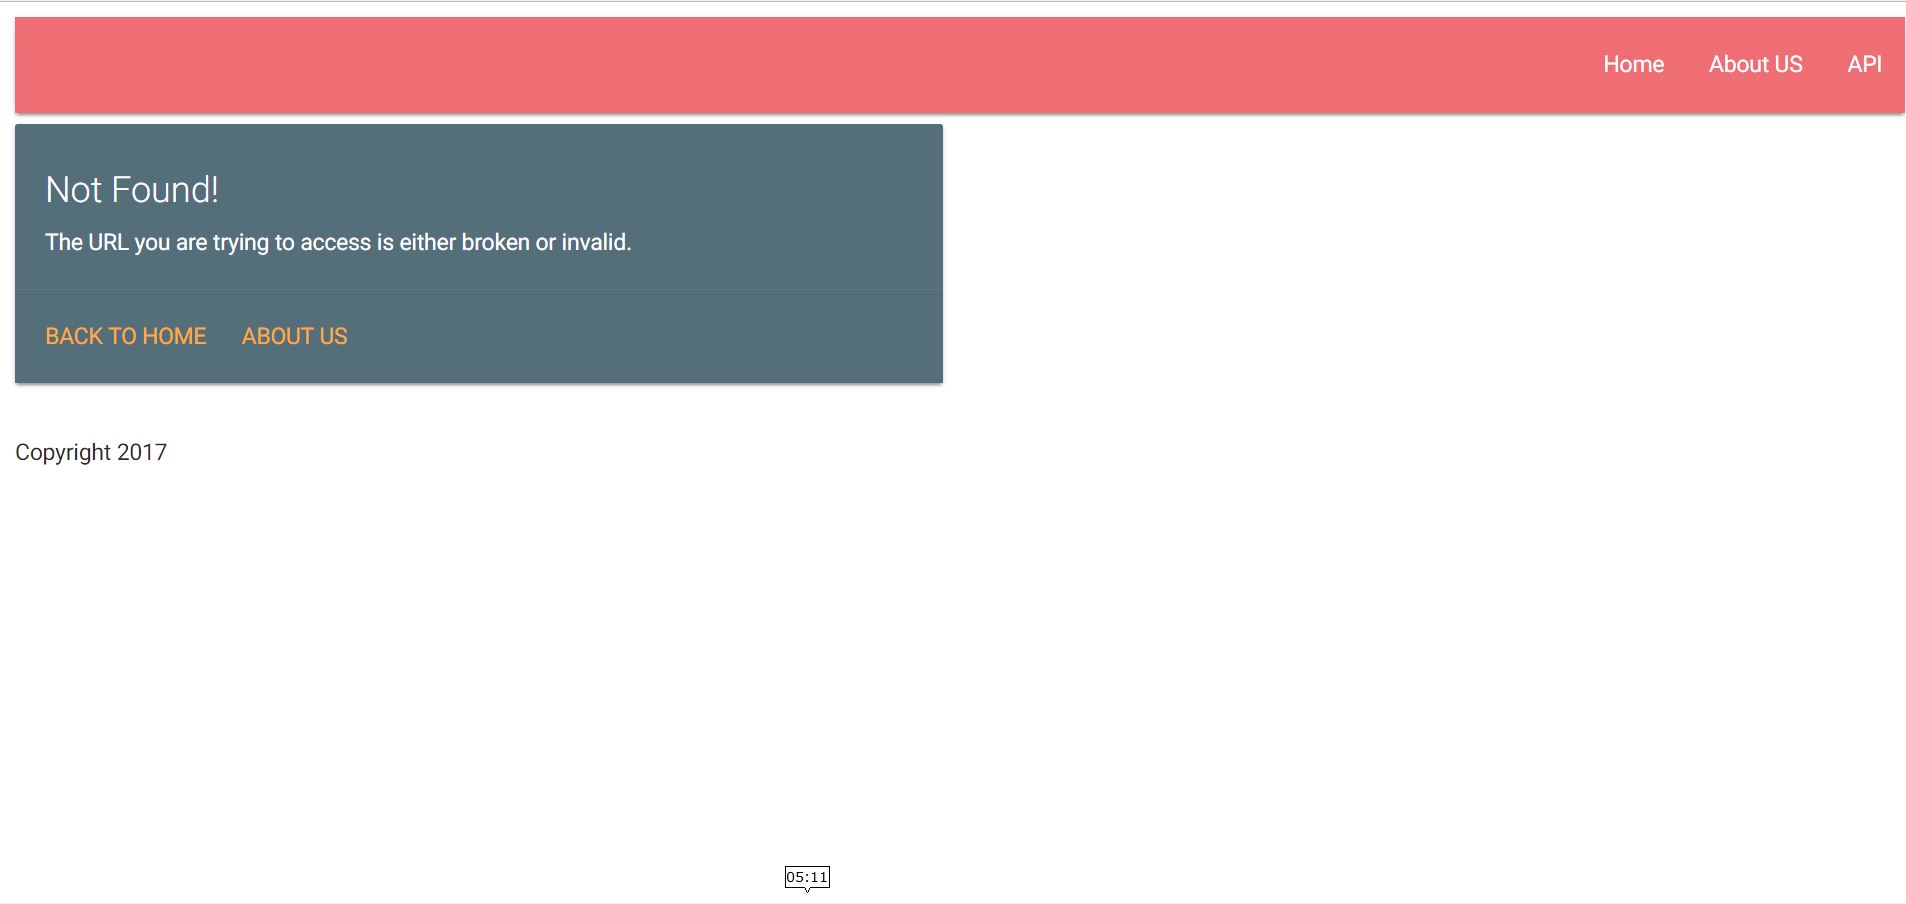 Home About US API
Not Found!
The URL you are trying to access is either broken or invalid.
BACK TO HOME ABOUT US
Copyright 2017
05:11